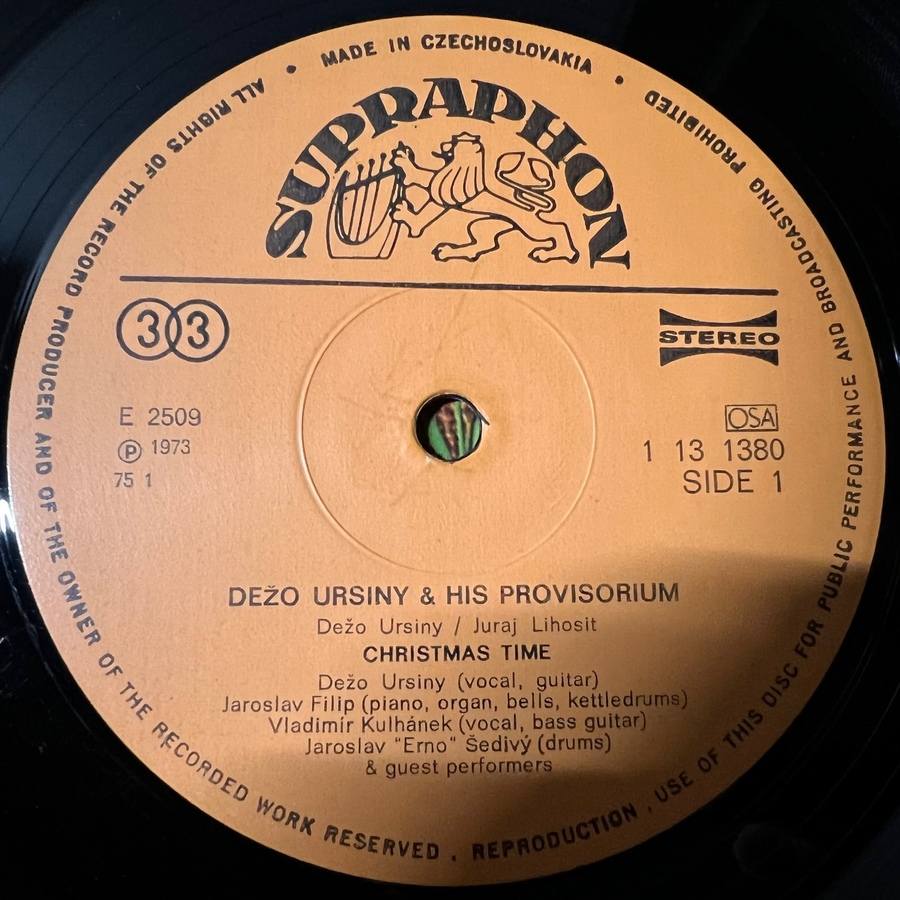 MADE IN CZECHOSLOVAKIA •
ALL RIGHTS OF THE RECORD PRODUCER AND OF THE OWNER OF THE RECORDED WORK RESERVED . REPRODUCTION . USE OF THIS DISC FOR PUBLIC PERFORMANCE AND BROADCASTING PROHIBITED •
SUPRAPHON
33
STEREO
E 2509
Ⓟ 1973
75 1
OSA
1 13 1380
SIDE 1
DEŽO URSINY & HIS PROVISORIUM
Dežo Ursiny / Juraj Lihosit
CHRISTMAS TIME
Dežo Ursiny (vocal, guitar)
Jaroslav Filip (piano, organ, bells, kettledrums)
Vladimír Kulhánek (vocal, bass guitar)
Jaroslav "Erno" Šedivý (drums)
& guest performers